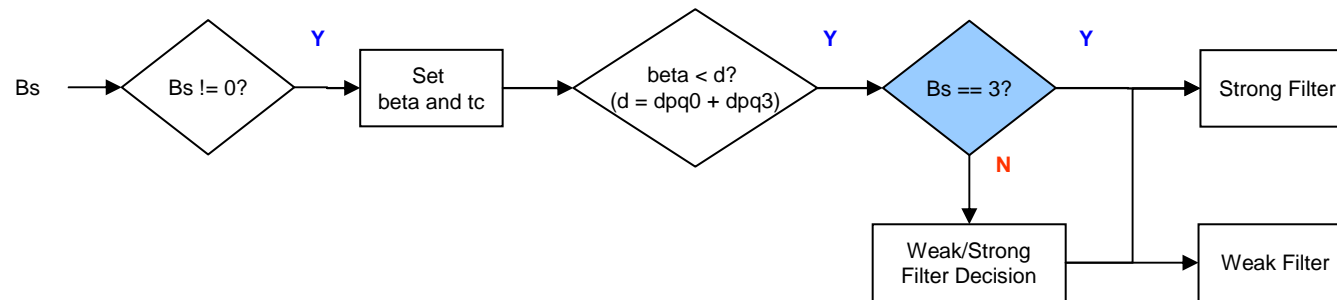 Bs
Bs != 0?
Y
Set
beta and tc
beta < d?
(d = dpq0 + dpq3)
Y
Bs == 3?
Y
Strong Filter
N
Weak/Strong
Filter Decision
Weak Filter